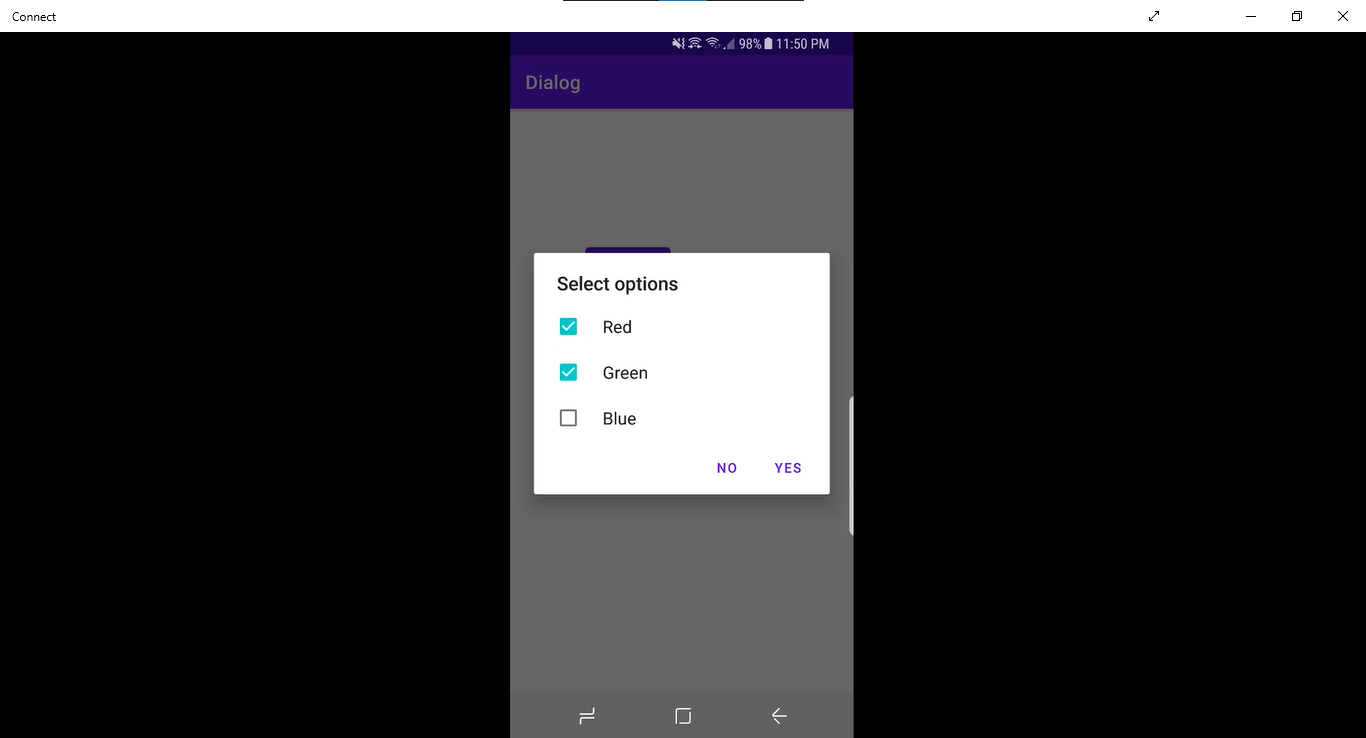 Connect
98% 11:50 PM
Dialog
Select options
Red
Green
Blue
NO YES